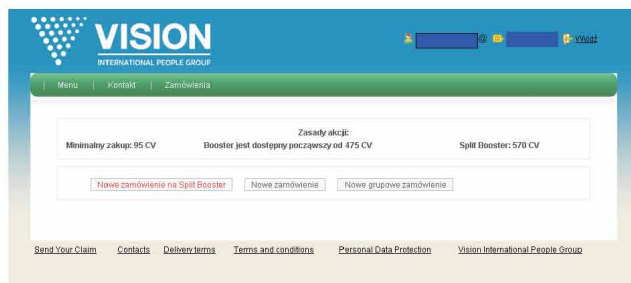 VISION
INTERNATIONAL PEOPLE GROUP
@
Wejdź
| Menu | Kontakt | Zamówienia
Zasady akcji:
Minimalny zakup: 95 CV Booster jest dostępny począwszy od 475 CV Split Booster: 570 CV
Nowe zamówienie na Split Booster Nowe zamówienie Nowe grupowe zamówienie
Send Your Claim Contacts Delivery terms Terms and conditions Personal Data Protection Vision International People Group